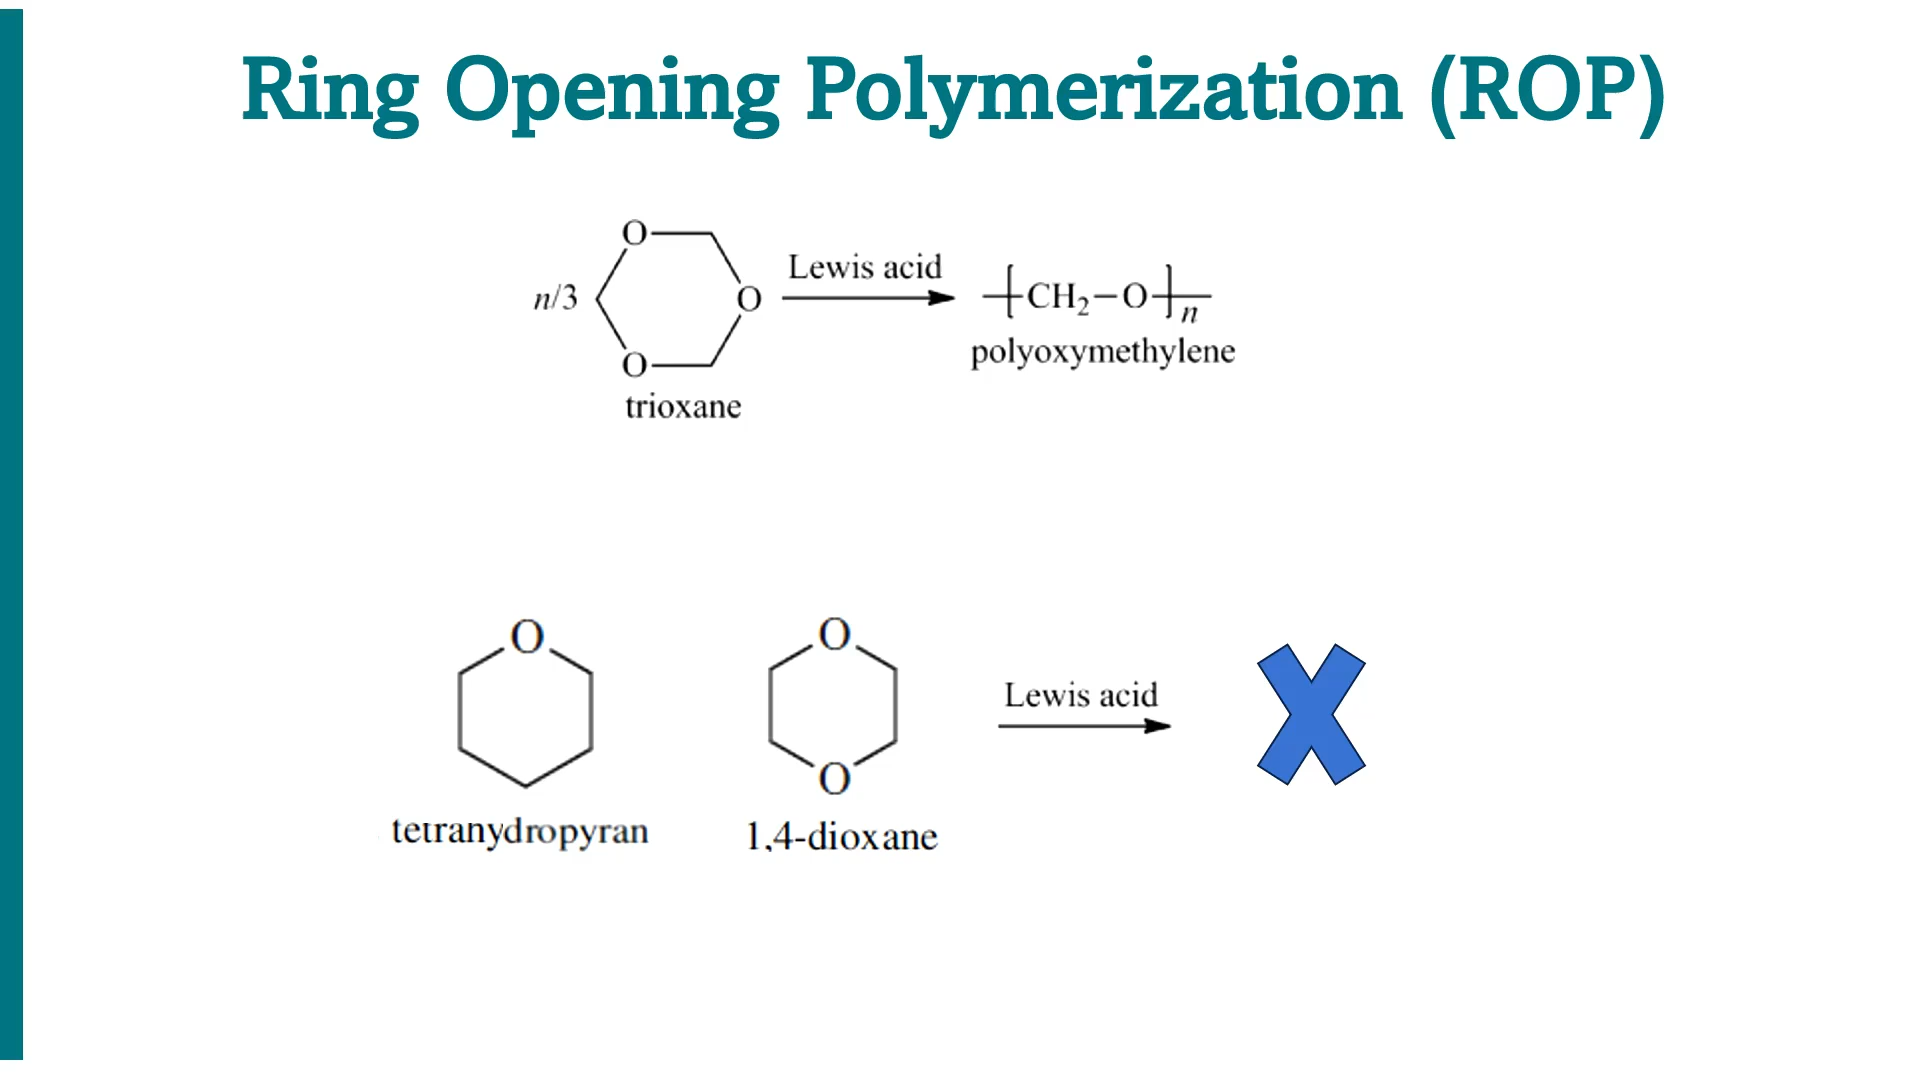 Ring Opening Polymerization (ROP)
O
n/3
O
O
trioxane
Lewis acid
CH₂–O
n
polyoxymethylene
O
tetranydropyran
O
O
1,4-dioxane
Lewis acid